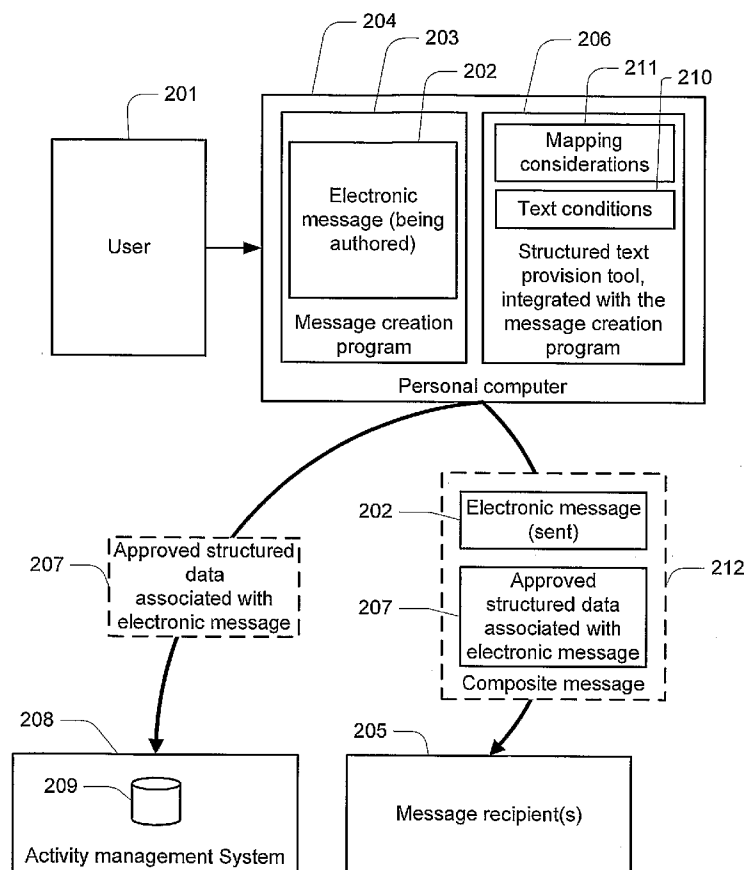 204
203
202
206
211
210
201
User
Electronic
message (being
authored)
Message creation
program
Mapping
considerations
Text conditions
Structured text
provision tool,
integrated with the
message creation
program
Personal computer
207
Approved structured
data
associated with
electronic message
202
Electronic message
(sent)
207
Approved
structured data
associated with
electronic message
Composite message
212
208
209
Activity management System
205
Message recipient(s)